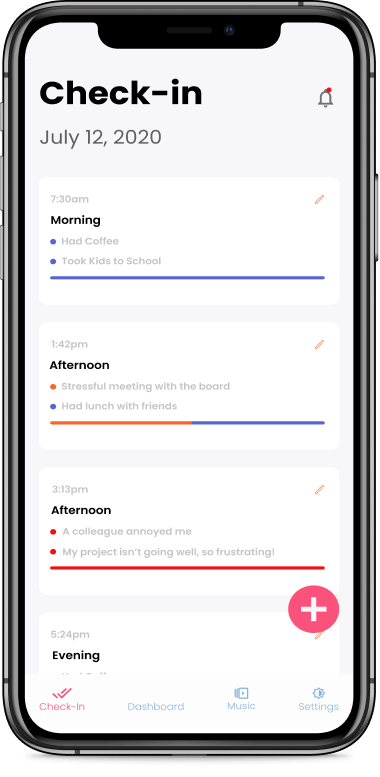 Check-in
July 12, 2020
7:30am
Morning
Had Coffee
Took Kids to School
1:42pm
Afternoon
Stressful meeting with the board
Had lunch with friends
3:13pm
Afternoon
A colleague annoyed me
My project isn't going well, so frustrating!
5:24pm
Evening
Check-In
Dashboard
Music
Settings